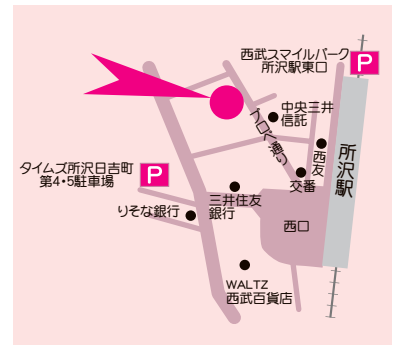 西武スマイルパーク
所沢駅東口
P
中央三井
信託
プロペ通り
所沢駅
西友
タイムズ所沢日吉町
第4・5駐車場
P
交番
三井住友
銀行
りそな銀行
西口
WALTZ
西武百貨店